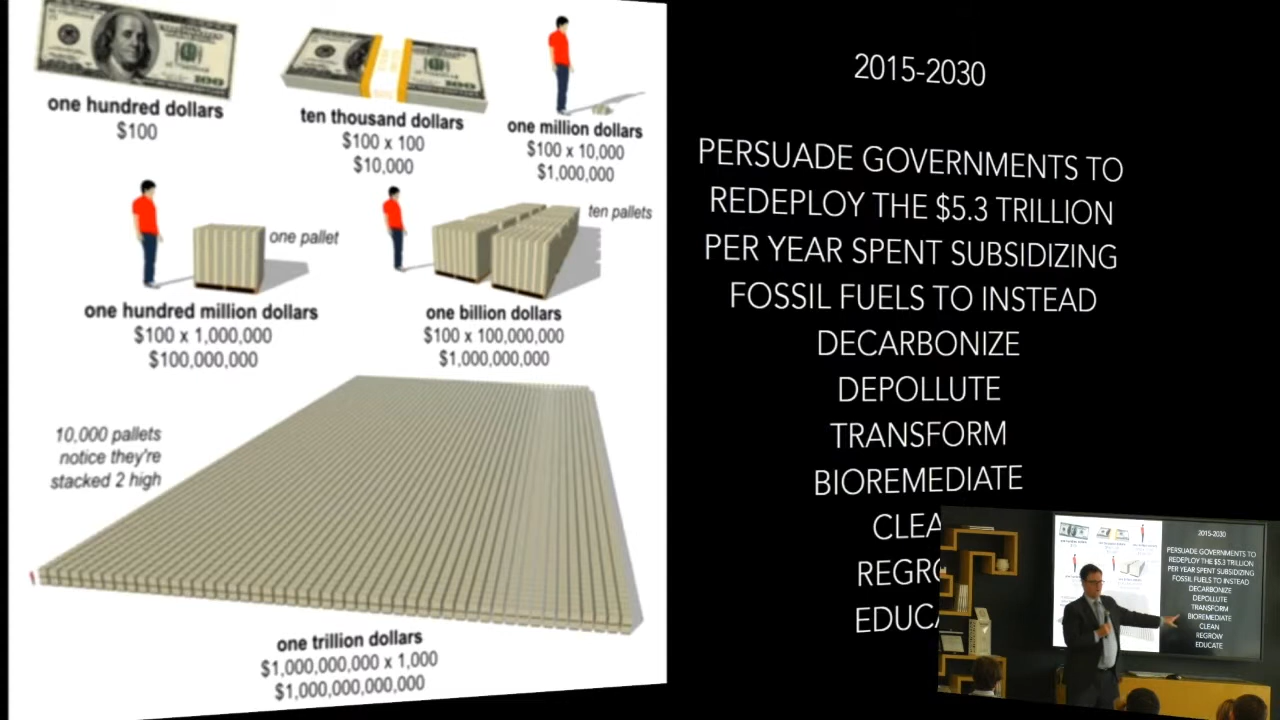 one hundred dollars
$100
ten thousand dollars
$100 x 100
$10,000
one million dollars
$100 x 10,000
$1,000,000
one pallet
one hundred million dollars
$100 x 1,000,000
$100,000,000
ten pallets
one billion dollars
$100 x 100,000,000
$1,000,000,000
10,000 pallets
notice they're
stacked 2 high
one trillion dollars
$1,000,000,000 x 1,000
$1,000,000,000,000
2015-2030
PERSUADE GOVERNMENTS TO
REDEPLOY THE $5.3 TRILLION
PER YEAR SPENT SUBSIDIZING
FOSSIL FUELS TO INSTEAD
DECARBONIZE
DEPOLLUTE
TRANSFORM
BIOREMEDIATE
CLEA
REGRO
EDUCA
2015-2030
PERSUADE GOVERNMENTS TO
REDEPLOY THE $5.3 TRILLION
PER YEAR SPENT SUBSIDIZING
FOSSIL FUELS TO INSTEAD
DECARBONIZE
DEPOLLUTE
TRANSFORM
BIOREMEDIATE
CLEAN
REGROW
EDUCATE